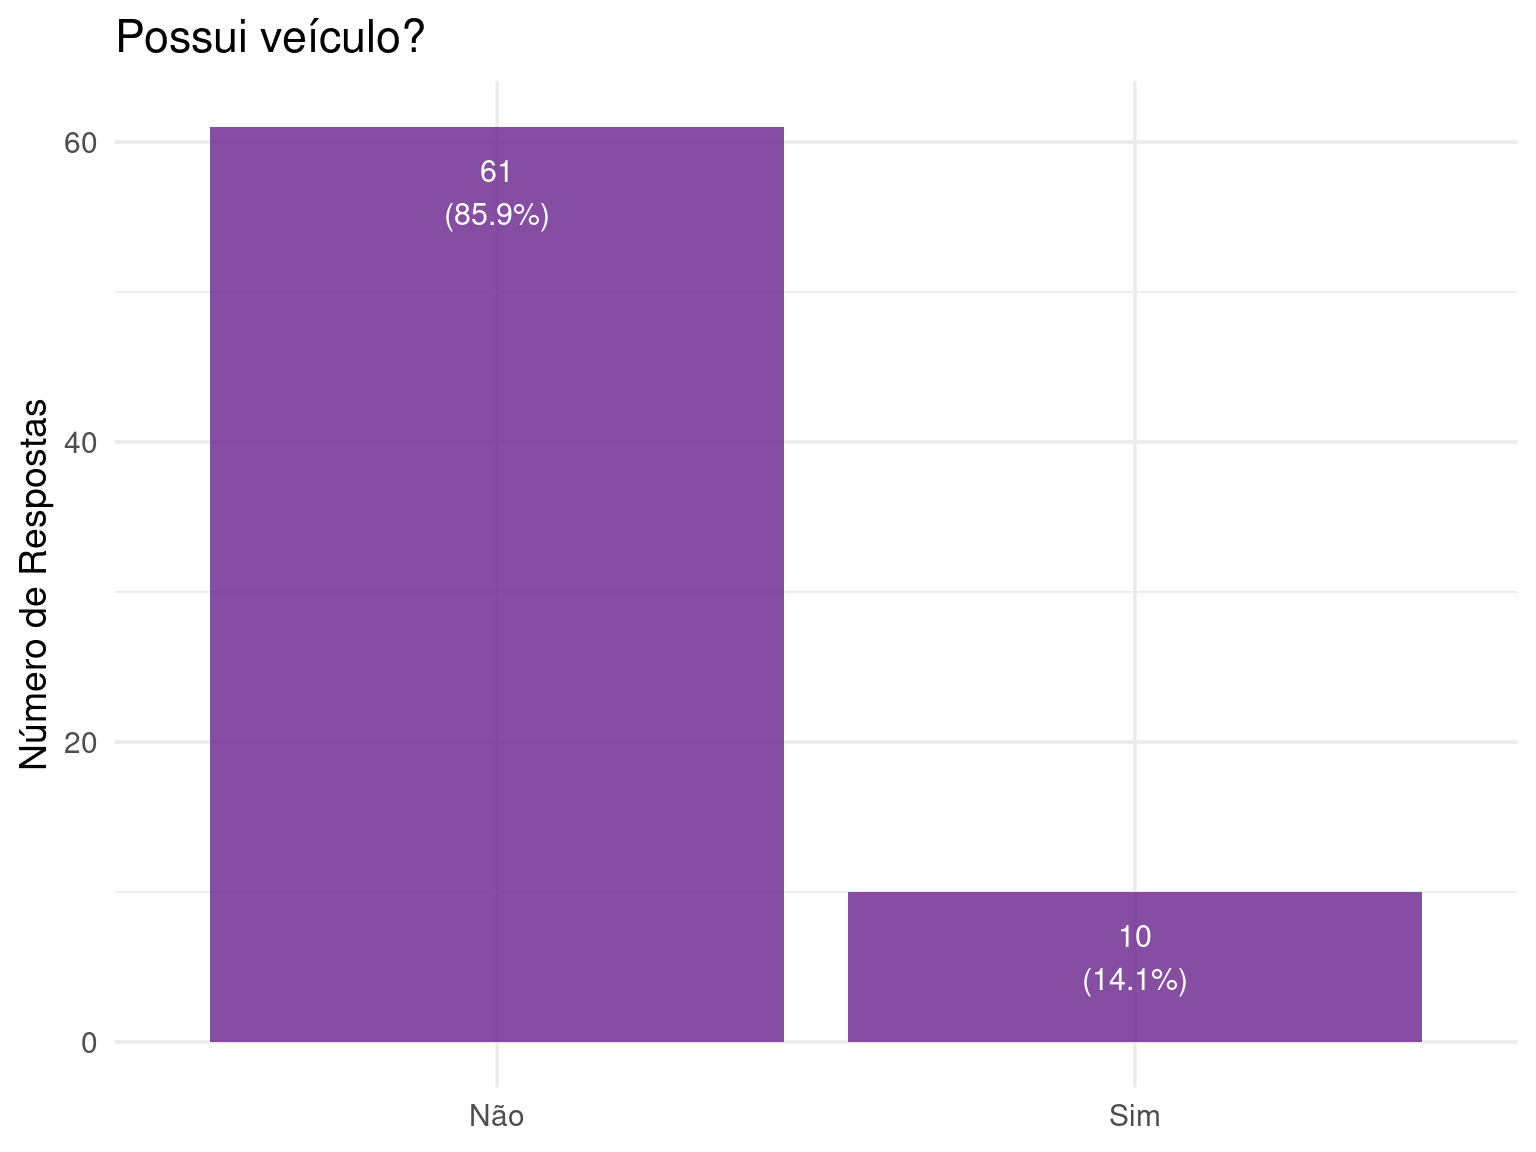 Possui veículo?
Número de Respostas
60
40
20
0
61
(85.9%)
10
(14.1%)
Não
Sim